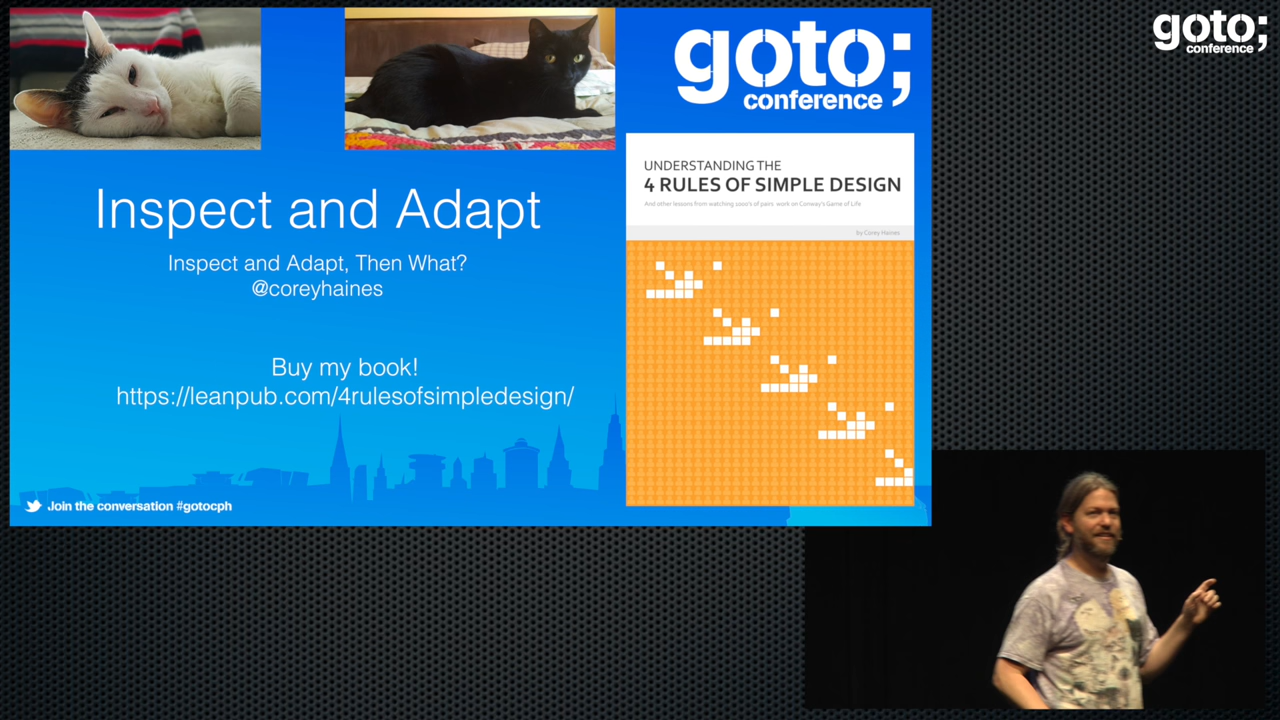 goto;
conference
goto;
conference
UNDERSTANDING THE
4 RULES OF SIMPLE DESIGN
And other lessons from watching 1000's of pairs work on Conway's Game of Life
by Corey Haines
Inspect and Adapt
Inspect and Adapt, Then What?
@coreyhaines
Buy my book!
https://leanpub.com/4rulesofsimpledesign/
Join the conversation #gotocph